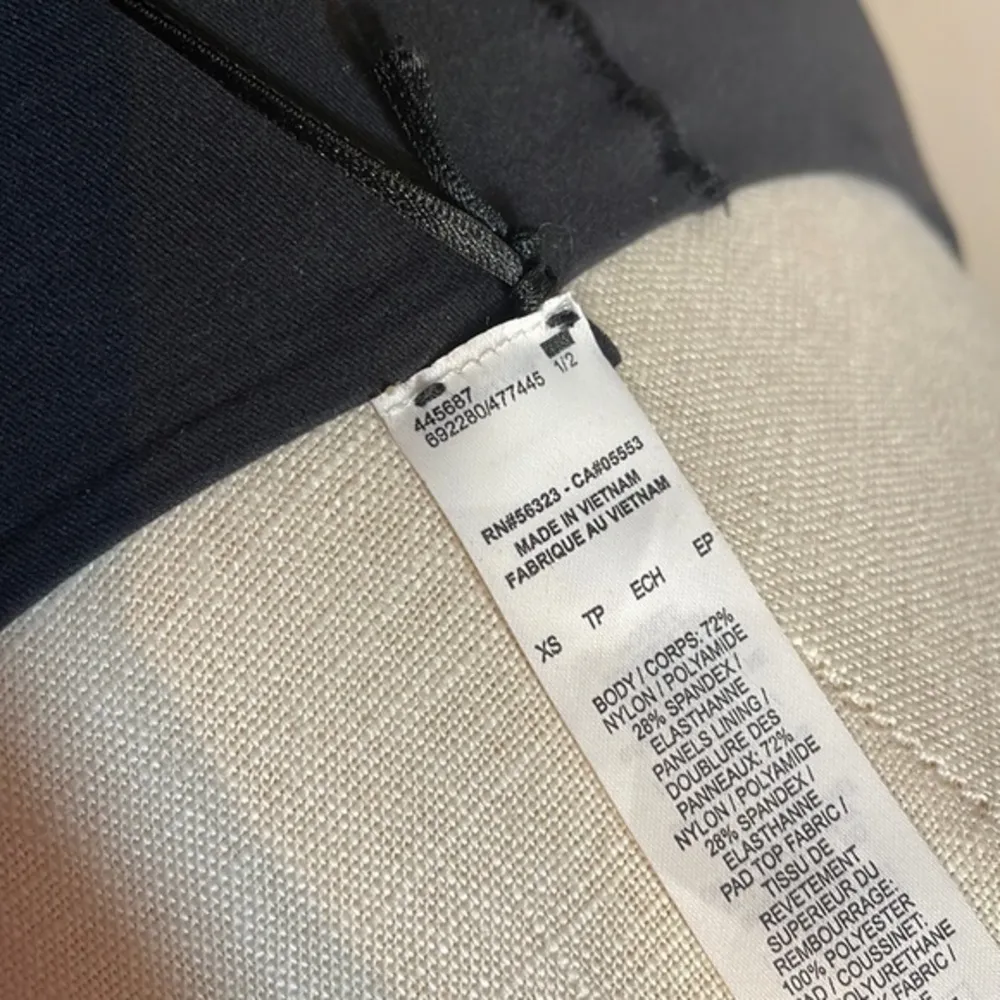 445687
692280/477445 1/2
RN#56323 - CA#05553
MADE IN VIETNAM
FABRIQUE AU VIETNAM
XS TP ECH EP
BODY / CORPS: 72%
NYLON / POLYAMIDE
28% SPANDEX /
ELASTHANNE
PANELS LINING /
DOUBLURE DES
PANNEAUX: 72%
NYLON / POLYAMIDE
28% SPANDEX /
ELASTHANNE
PAD TOP FABRIC /
TISSU DE
REVETEMENT
SUPERIEUR DU
REMBOURRAGE:
100% POLYESTER
/ COUSSINET:
FABRIC /